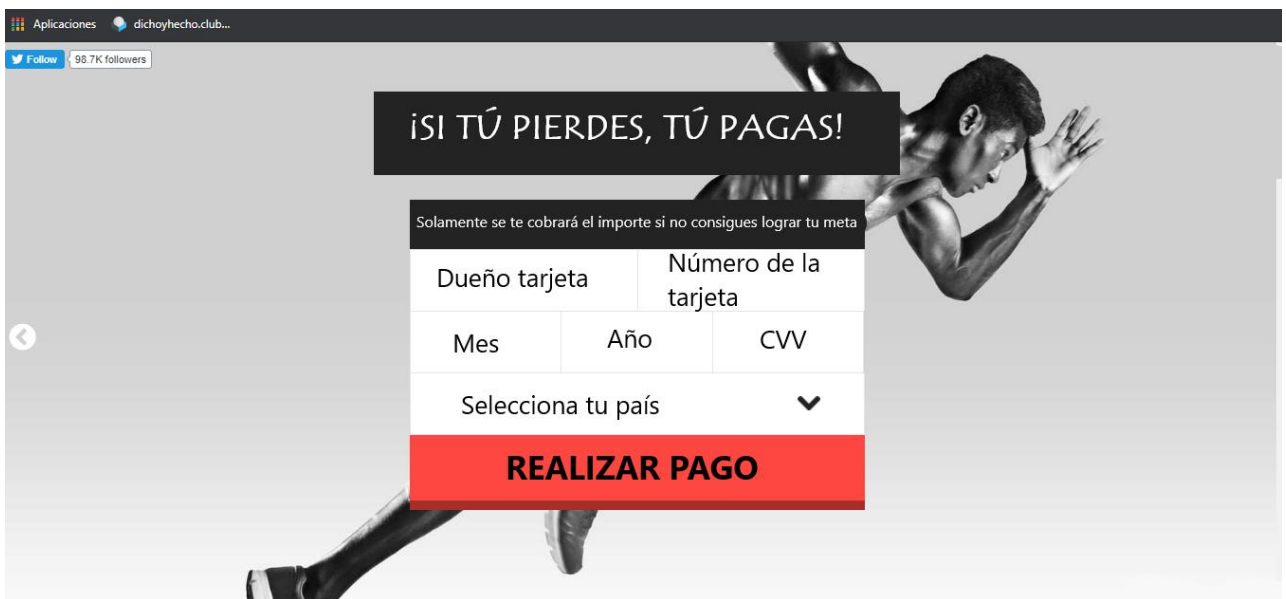 Aplicaciones dichoyhecho.club...
Follow 98.7K followers
¡SI TÚ PIERDES, TÚ PAGAS!
Solamente se te cobrará el importe si no consigues lograr tu meta
Dueño tarjeta
Número de la
tarjeta
Mes Año CVV
Selecciona tu país
REALIZAR PAGO